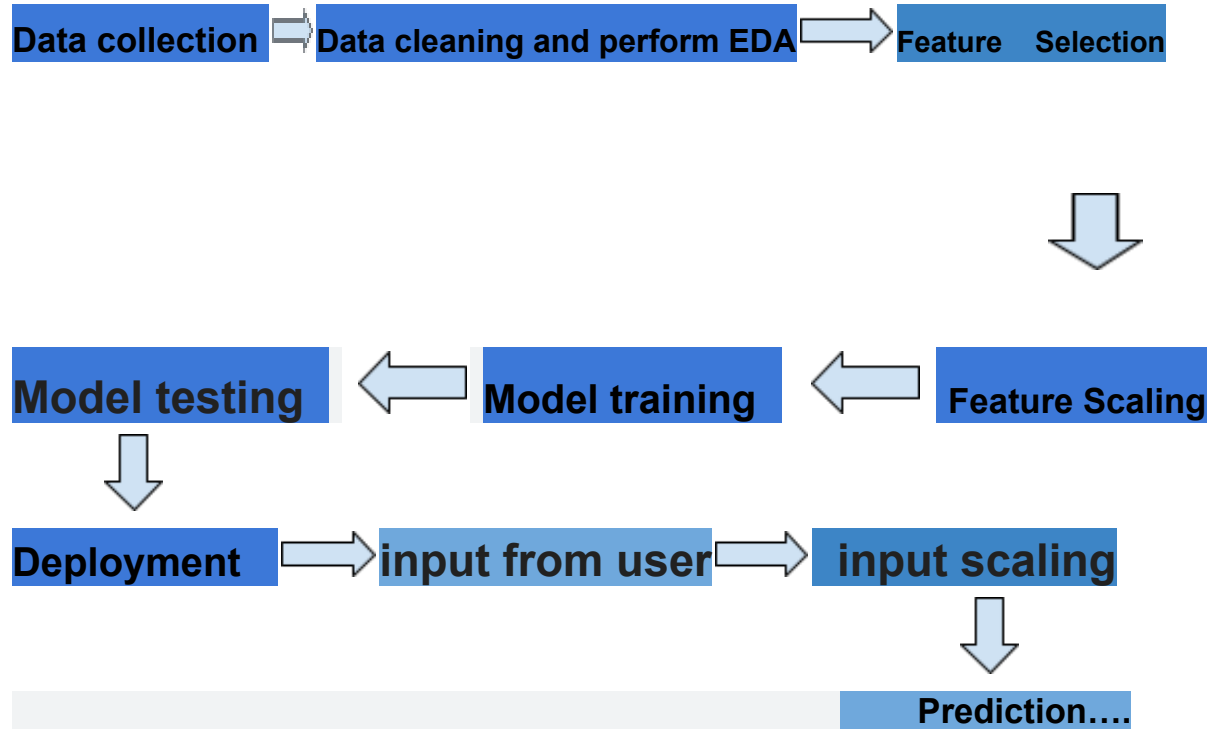 Data collection
Data cleaning and perform EDA
Feature Selection
Feature Scaling
Model training
Model testing
Deployment
input from user
input scaling
Prediction....